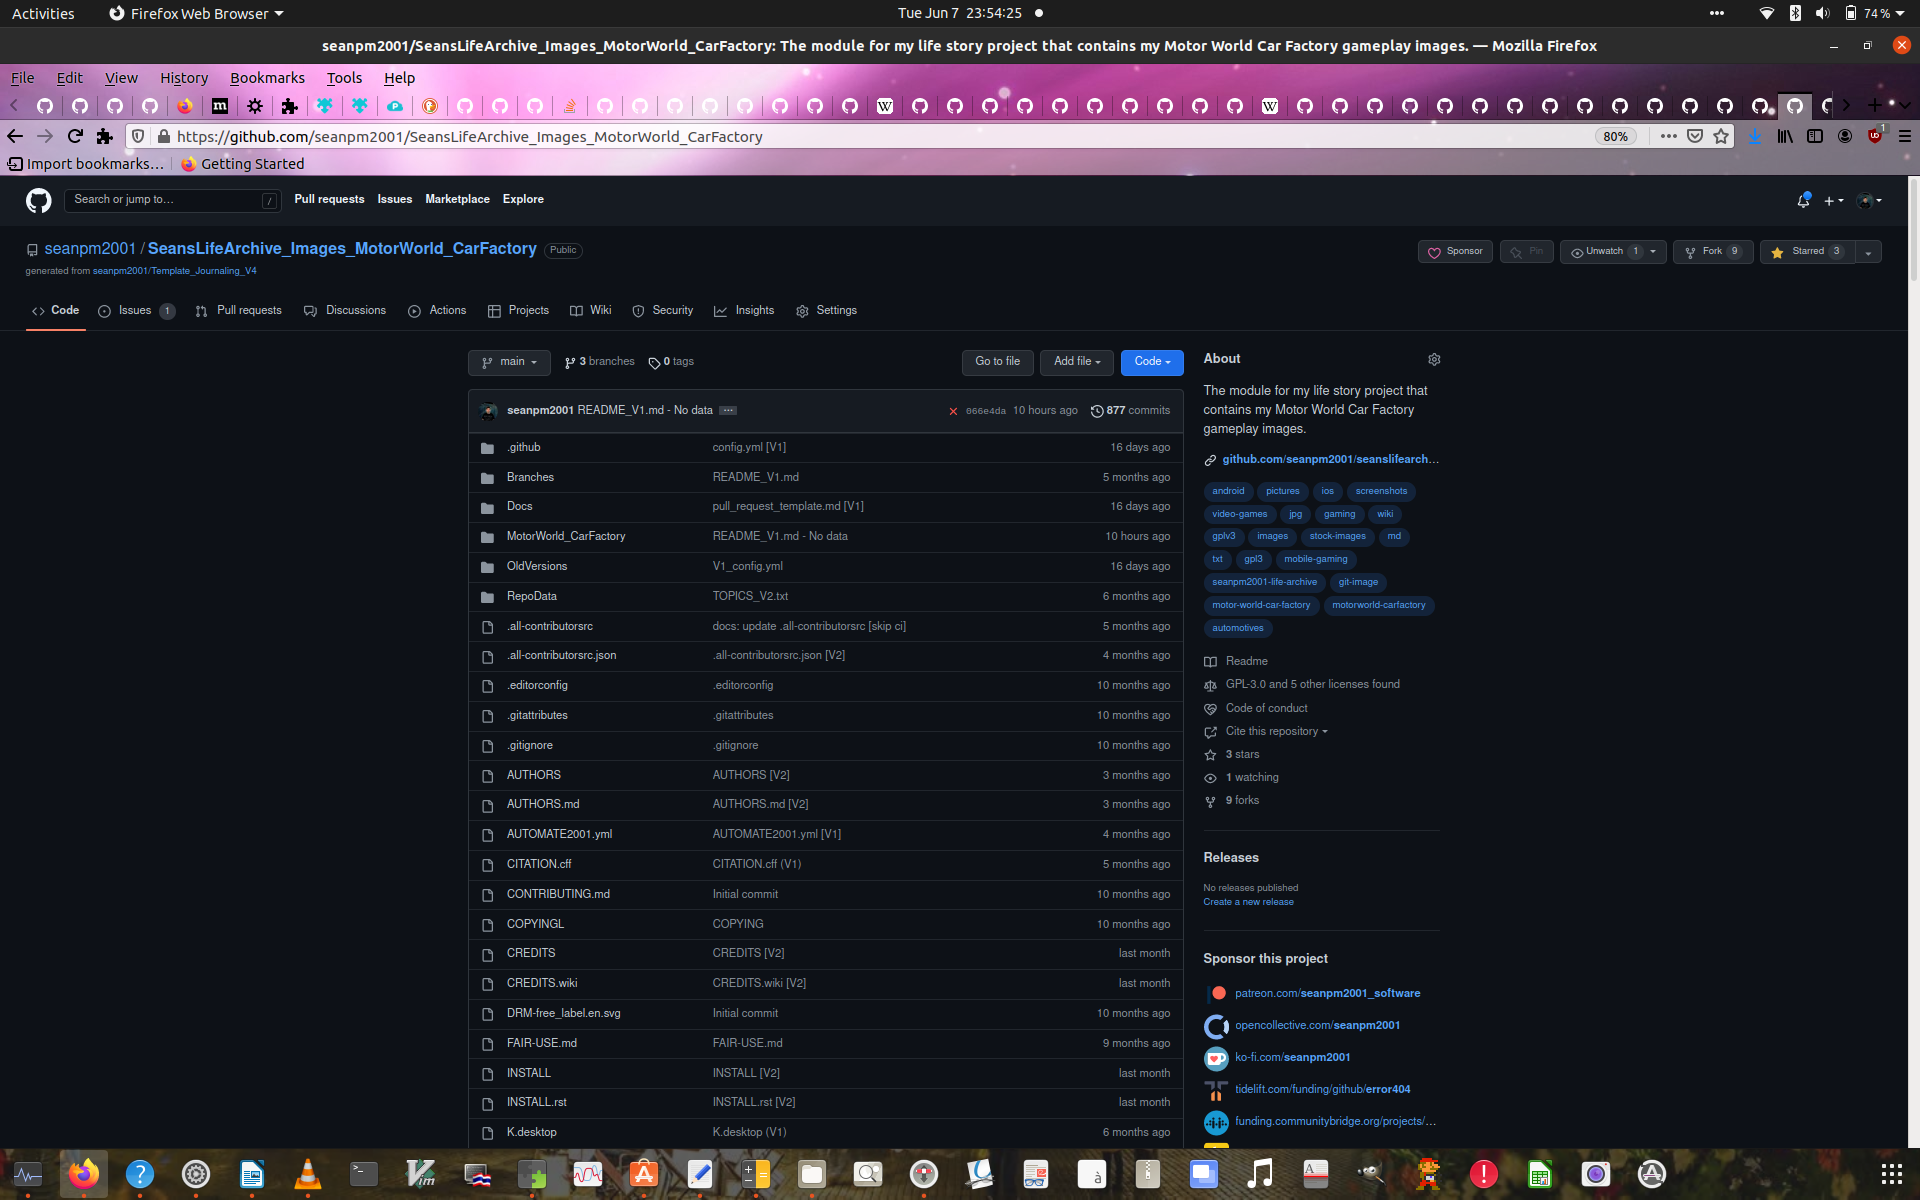 Activities
Firefox Web Browser
Tue Jun 7 23:54:25
74 %
seanpm2001/SeansLifeArchive_Images_MotorWorld_CarFactory: The module for my life story project that contains my Motor World Car Factory gameplay images. — Mozilla Firefox
File Edit View History Bookmarks Tools Help
https://github.com/seanpm2001/SeansLifeArchive_Images_MotorWorld_CarFactory
80%
1
Import bookmarks...
Getting Started
Search or jump to...
/
Pull requests Issues Marketplace Explore
seanpm2001 / SeansLifeArchive_Images_MotorWorld_CarFactory
Public
generated from seanpm2001/Template_Journaling_V4
Sponsor
Pin
Unwatch 1
Fork 9
Starred 3
Code
Issues 1
Pull requests
Discussions
Actions
Projects
Wiki
Security
Insights
Settings
main
3 branches
0 tags
Go to file
Add file
Code
seanpm2001 README_V1.md - No data ...
066e4da 10 hours ago
877 commits
.github config.yml [V1] 16 days ago
Branches README_V1.md 5 months ago
Docs pull_request_template.md [V1] 16 days ago
MotorWorld_CarFactory README_V1.md - No data 10 hours ago
OldVersions V1_config.yml 16 days ago
RepoData TOPICS_V2.txt 6 months ago
.all-contributorsrc docs: update .all-contributorsrc [skip ci] 5 months ago
.all-contributorsrc.json .all-contributorsrc.json [V2] 4 months ago
.editorconfig .editorconfig 10 months ago
.gitattributes .gitattributes 10 months ago
.gitignore .gitignore 10 months ago
AUTHORS AUTHORS [V2] 3 months ago
AUTHORS.md AUTHORS.md [V2] 3 months ago
AUTOMATE2001.yml AUTOMATE2001.yml [V1] 4 months ago
CITATION.cff CITATION.cff (V1) 5 months ago
CONTRIBUTING.md Initial commit 10 months ago
COPYINGL COPYING 10 months ago
CREDITS CREDITS [V2] last month
CREDITS.wiki CREDITS.wiki [V2] last month
DRM-free_label.en.svg Initial commit 10 months ago
FAIR-USE.md FAIR-USE.md 9 months ago
INSTALL INSTALL [V2] last month
INSTALL.rst INSTALL.rst [V2] last month
K.desktop K.desktop (V1) 6 months ago
About
The module for my life story project that
contains my Motor World Car Factory
gameplay images.
github.com/seanpm2001/seanslifearch...
android pictures ios screenshots
video-games jpg gaming wiki
gplv3 images stock-images md
txt gpl3 mobile-gaming
seanpm2001-life-archive git-image
motor-world-car-factory motorworld-carfactory
automotives
Readme
GPL-3.0 and 5 other licenses found
Code of conduct
Cite this repository
3 stars
1 watching
9 forks
Releases
No releases published
Create a new release
Sponsor this project
patreon.com/seanpm2001_software
opencollective.com/seanpm2001
ko-fi.com/seanpm2001
tidelift.com/funding/github/error404
funding.communitybridge.org/projects/...